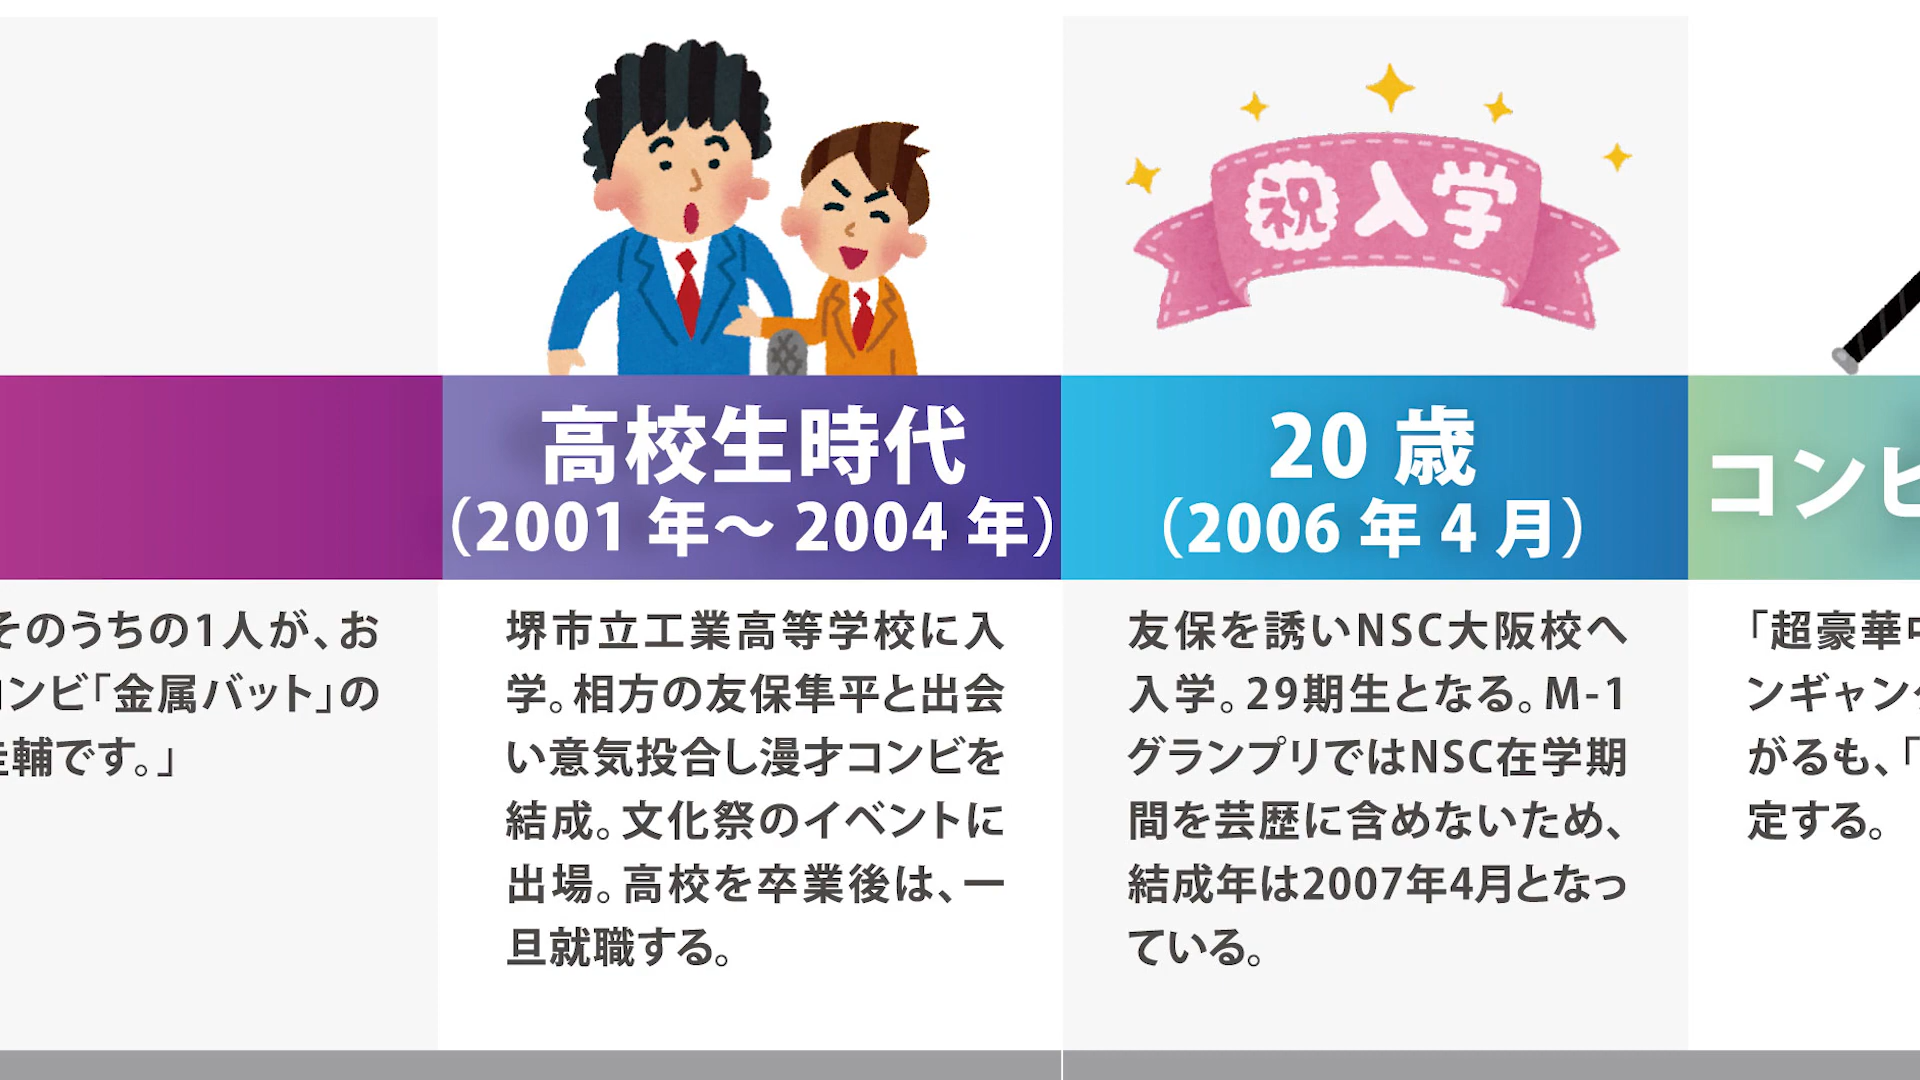 そのうちの1人が、お
コンビ「金属バット」の
圭輔です。」
㊗入学
高校生時代
（2001年～2004年）
堺市立工業高等学校に入
学。相方の友保隼平と出会
い意気投合し漫才コンビを
結成。文化祭のイベントに
出場。高校を卒業後は、一
旦就職する。
20歳
（2006年4月）
友保を誘いNSC大阪校へ
入学。29期生となる。M-1
グランプリではNSC在学期
間を芸歴に含めないため、
結成年は2007年4月となっ
ている。
コンビ
「超豪華中
ンギャング
がるも、「
定する。